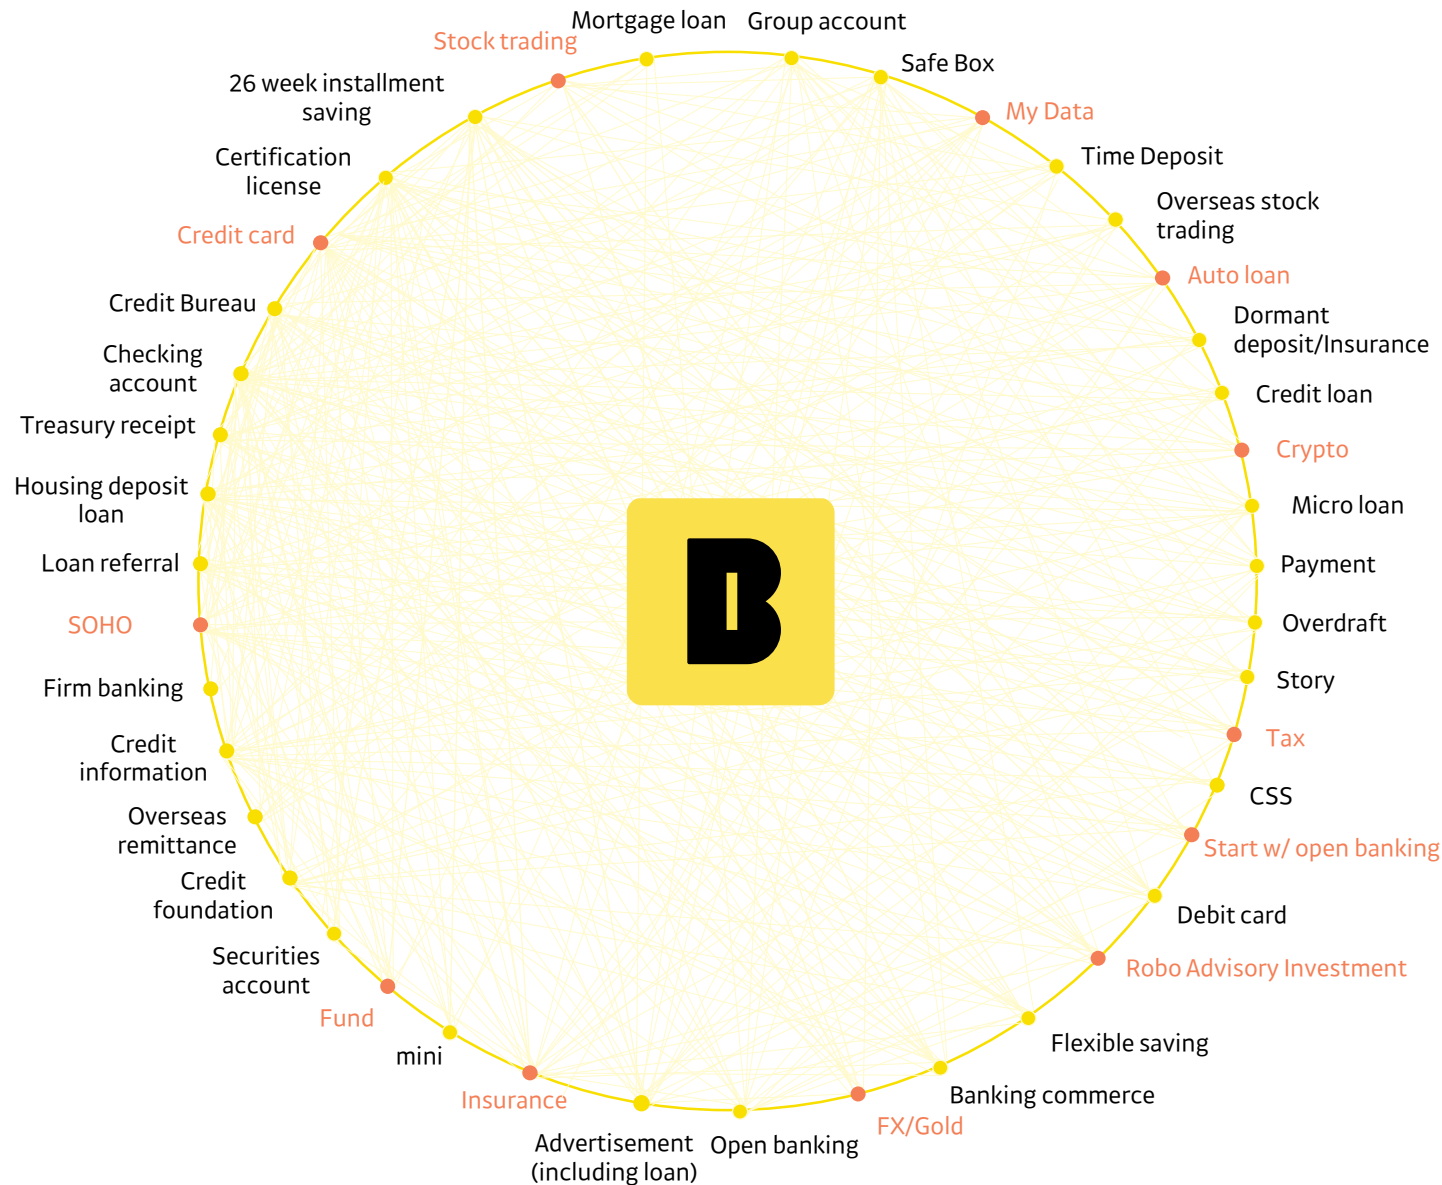 Mortgage loan
Group account
Safe Box
My Data
Time Deposit
Overseas stock
trading
Auto loan
Dormant
deposit/Insurance
Credit loan
Crypto
Micro loan
Payment
Overdraft
Story
Tax
CSS
Start w/ open banking
Debit card
Robo Advisory Investment
Flexible saving
Banking commerce
FX/Gold
Open banking
Advertisement
(including loan)
Insurance
mini
Fund
Securities
account
Credit
foundation
Overseas
remittance
Credit
information
Firm banking
SOHO
Loan referral
Housing deposit
loan
Treasury receipt
Checking
account
Credit Bureau
Credit card
Certification
license
26 week installment
saving
Stock trading
B